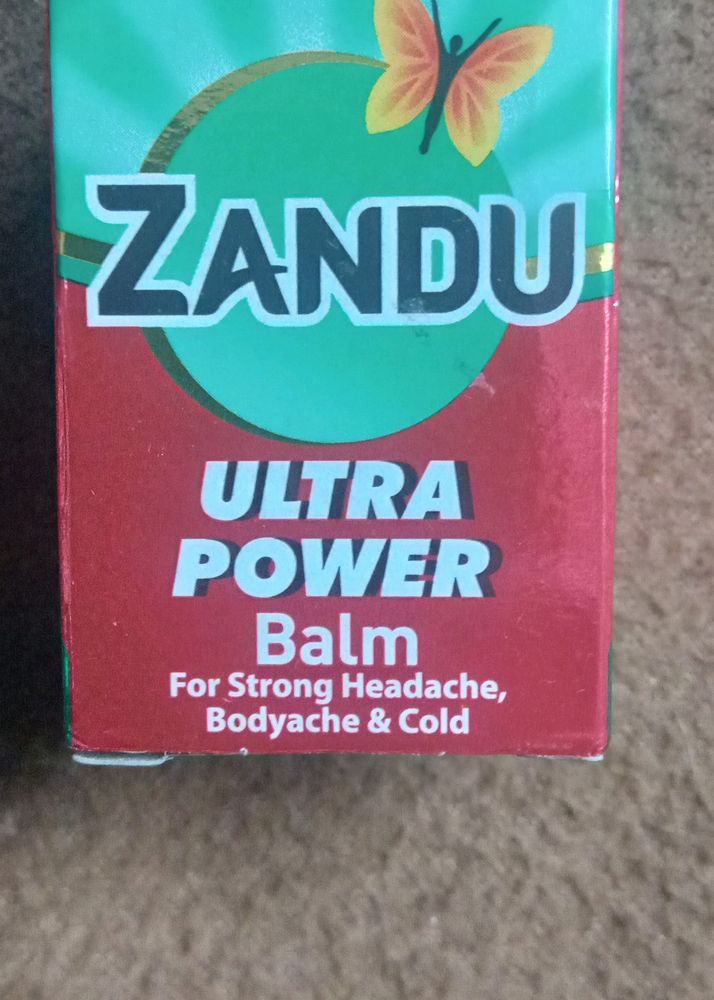 ZANDU
ULTRA
POWER
Balm
For Strong Headache,
Bodyache & Cold